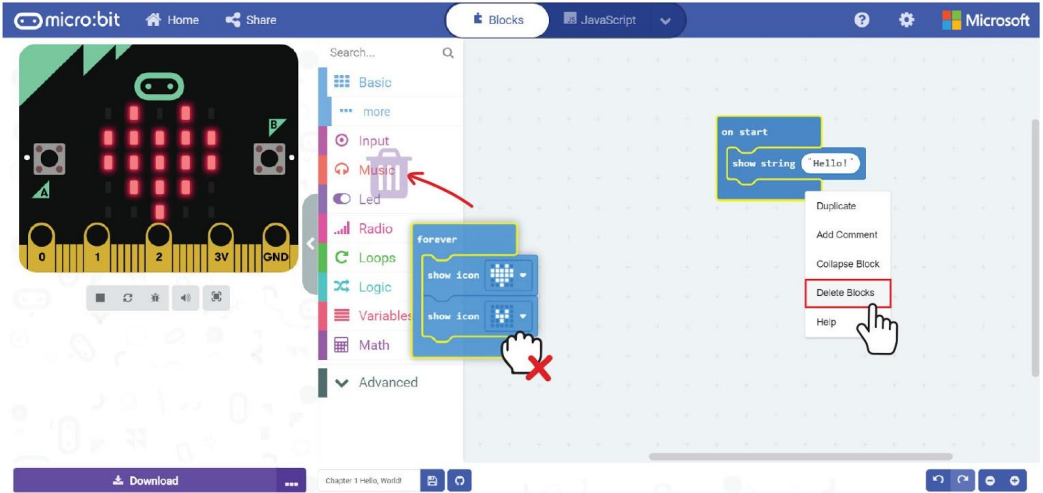 micro:bit Home Share Blocks JavaScript Microsoft
B
A
0 1 2 3V GND
Search...
Basic
more
Input
Music
Led
Radio
Loops
Logic
Variables
Math
Advanced
forever
show icon
show icon
on start
show string "Hello!"
Duplicate
Add Comment
Collapse Block
Delete Blocks
Help
Download
Chapter 1 Hello, World!